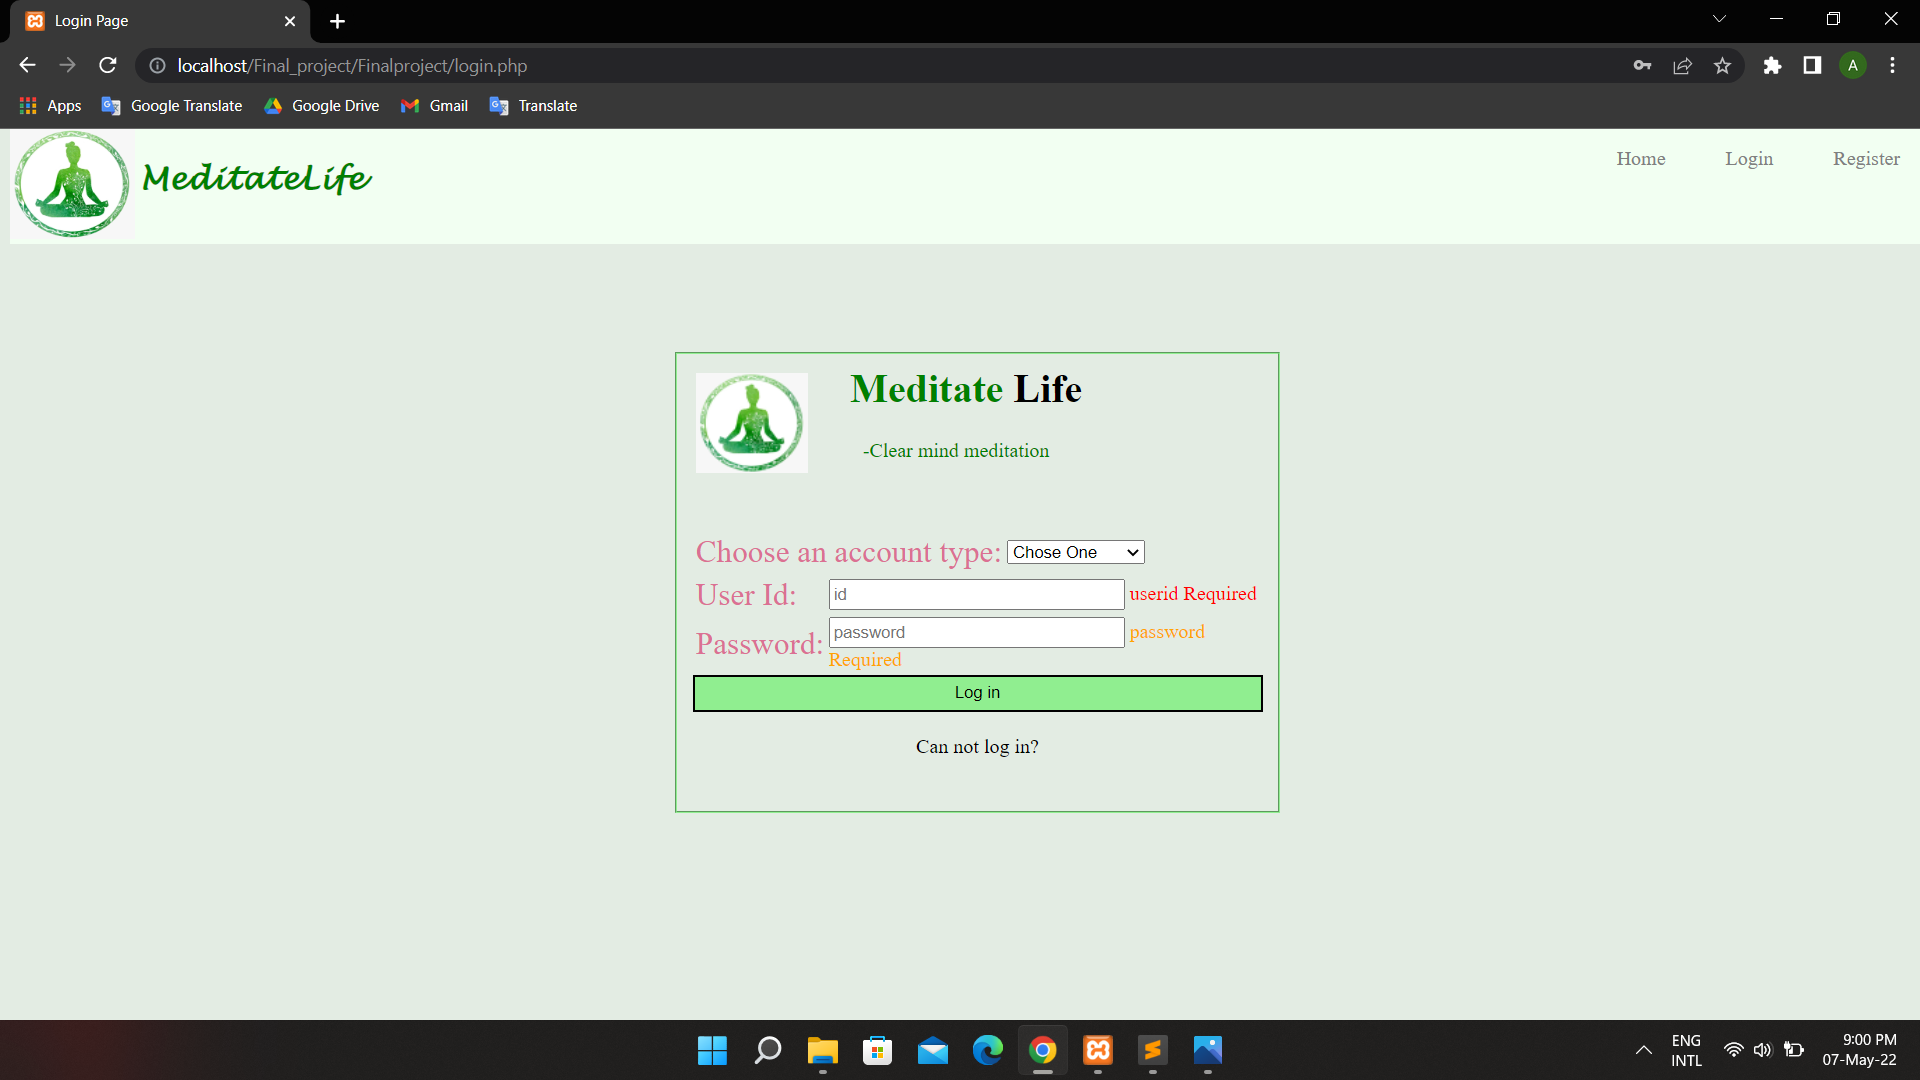 Login Page
localhost/Final_project/Finalproject/login.php
A
Apps Google Translate Google Drive Gmail Translate
MeditateLife
Home Login Register
Meditate Life
-Clear mind meditation
Choose an account type: Chose One
User Id: id userid Required
Password: password password
Required
Log in
Can not log in?
ENG
INTL
9:00 PM
07-May-22